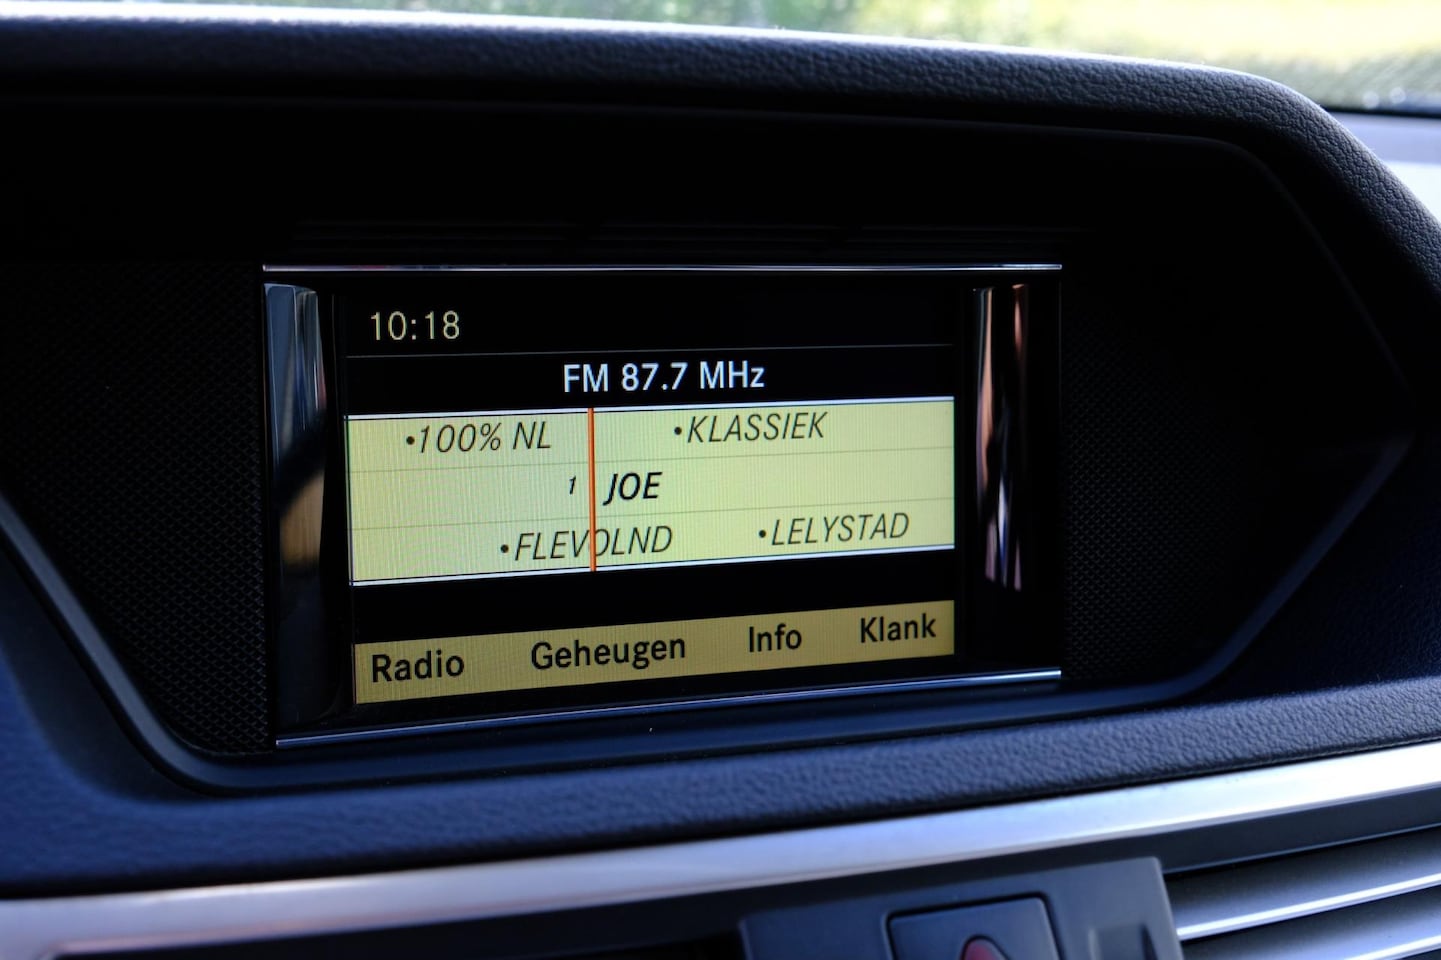 10:18
FM 87.7 MHz
•100% NL •KLASSIEK
1 JOE
•FLEVOLND •LELYSTAD
Radio Geheugen Info Klank